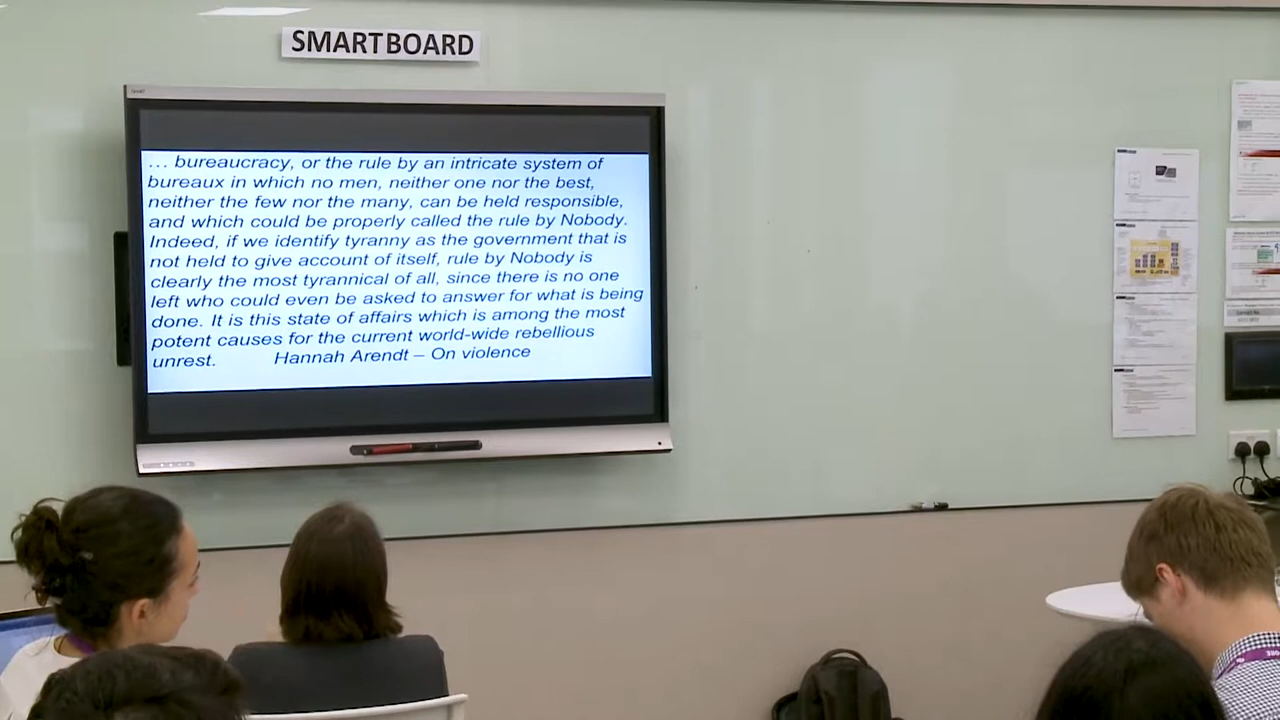 SMARTBOARD
... bureaucracy, or the rule by an intricate system of
bureaux in which no men, neither one nor the best,
neither the few nor the many, can be held responsible,
and which could be properly called the rule by Nobody.
Indeed, if we identify tyranny as the government that is
not held to give account of itself, rule by Nobody is
clearly the most tyrannical of all, since there is no one
left who could even be asked to answer for what is being
done. It is this state of affairs which is among the most
potent causes for the current world-wide rebellious
unrest. Hannah Arendt – On violence